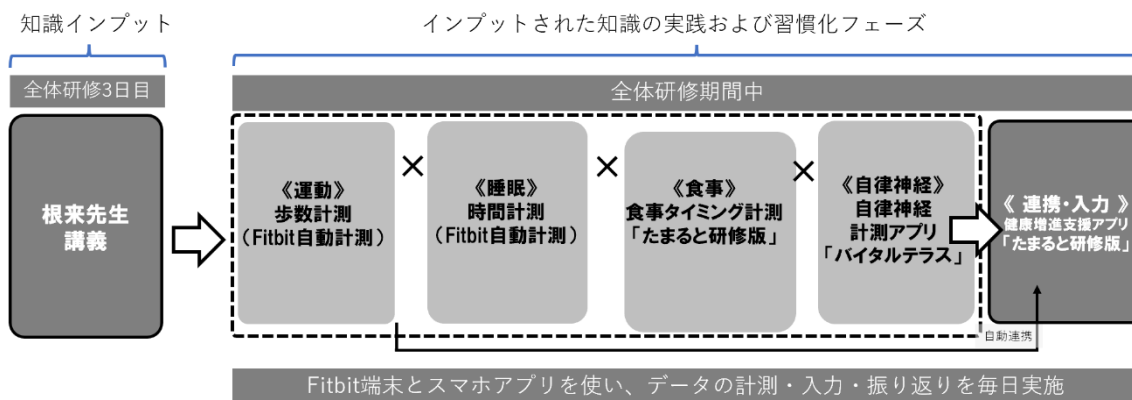 知識インプット
インプットされた知識の実践および習慣化フェーズ
全体研修3日目
全体研修期間中
根来先生
講義
《運動》
歩数計測
（Fitbit自動計測）
×
《睡眠》
時間計測
（Fitbit自動計測）
×
《食事》
食事タイミング計測
「たまると研修版」
×
《自律神経》
自律神経
計測アプリ
「バイタルテラス」
《 連携・入力 》
健康増進支援アプリ
「たまると研修版」
自動連携
Fitbit端末とスマホアプリを使い、データの計測・入力・振り返りを毎日実施